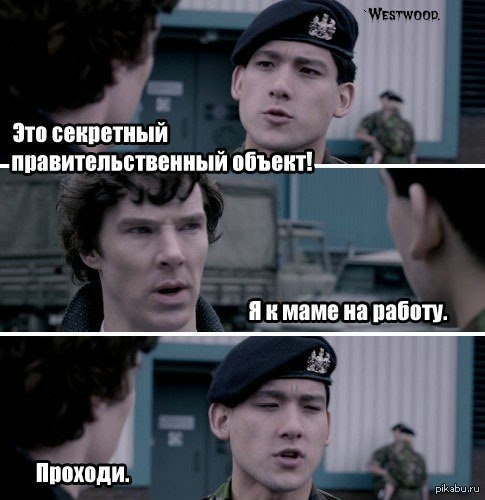 `Westwood.
Это секретный
правительственный объект!
Я к маме на работу.
Проходи.
pikabu.ru